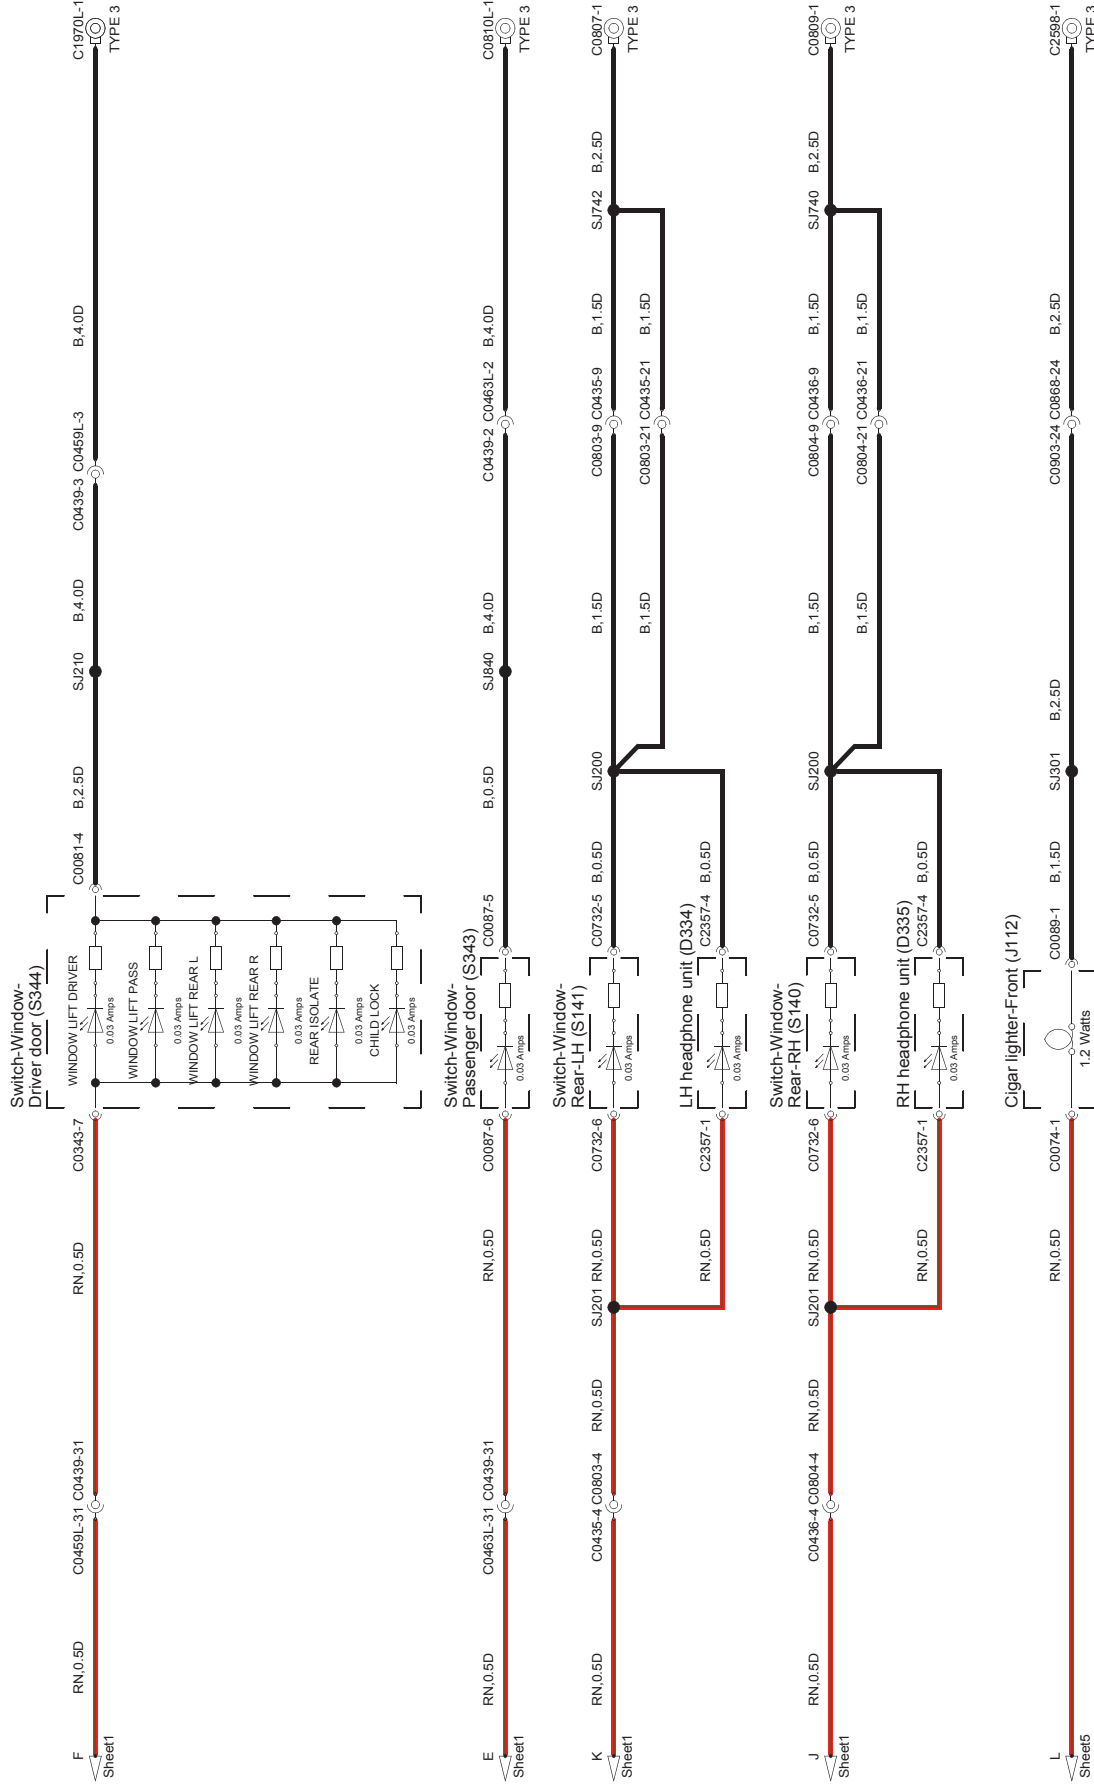 F
Sheet1
RN,0.5D
C0459L-31
C0439-31
RN,0.5D
C0343-7
Switch-Window-
Driver door (S344)
WINDOW LIFT DRIVER
0.03 Amps
WINDOW LIFT PASS
0.03 Amps
WINDOW LIFT REAR L
0.03 Amps
WINDOW LIFT REAR R
0.03 Amps
REAR ISOLATE
0.03 Amps
CHILD LOCK
0.03 Amps
C0081-4
B,2.5D
SJ210
B,4.0D
C0439-3
C0459L-3
B,4.0D
C1970L-1
TYPE 3
E
Sheet1
RN,0.5D
C0463L-31
C0439-31
RN,0.5D
C0087-6
Switch-Window-
Passenger door (S343)
0.03 Amps
C0087-5
B,0.5D
SJ840
B,4.0D
C0439-2
C0463L-2
B,4.0D
C0810L-1
TYPE 3
K
Sheet1
RN,0.5D
C0435-4
C0803-4
RN,0.5D
SJ201
RN,0.5D
C0732-6
Switch-Window-
Rear-LH (S141)
0.03 Amps
C0732-5
B,0.5D
SJ200
B,1.5D
C0803-9
C0435-9
B,1.5D
SJ742
B,2.5D
C0807-1
TYPE 3
B,1.5D
C0803-21
C0435-21
B,1.5D
RN,0.5D
C2357-1
LH headphone unit (D334)
0.03 Amps
C2357-4
B,0.5D
J
Sheet1
RN,0.5D
C0436-4
C0804-4
RN,0.5D
SJ201
RN,0.5D
C0732-6
Switch-Window-
Rear-RH (S140)
0.03 Amps
C0732-5
B,0.5D
SJ200
B,1.5D
C0804-9
C0436-9
B,1.5D
SJ740
B,2.5D
C0809-1
TYPE 3
B,1.5D
C0804-21
C0436-21
B,1.5D
RN,0.5D
C2357-1
RH headphone unit (D335)
0.03 Amps
C2357-4
B,0.5D
L
Sheet5
RN,0.5D
C0074-1
Cigar lighter-Front (J112)
1.2 Watts
C0089-1
B,1.5D
SJ301
B,2.5D
C0903-24
C0868-24
B,2.5D
C2598-1
TYPE 3